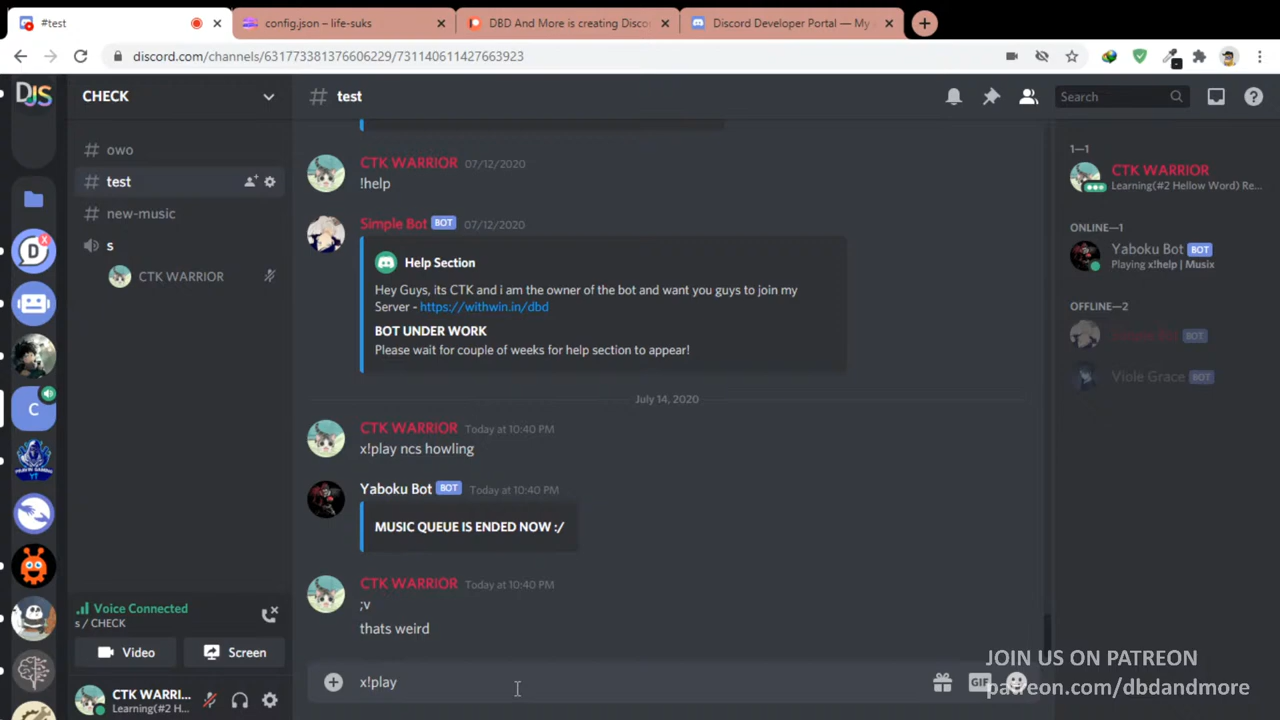 #test
config.json – life-suks
DBD And More is creating Disco
Discord Developer Portal — My
discord.com/channels/631773381376606229/731140611427663923
DJS
CHECK
# test
Search
# owo
# test
# new-music
s
CTK WARRIOR
CTK WARRIOR 07/12/2020
!help
Simple Bot BOT 07/12/2020
Help Section
Hey Guys, its CTK and i am the owner of the bot and want you guys to join my
Server - https://withwin.in/dbd
BOT UNDER WORK
Please wait for couple of weeks for help section to appear!
July 14, 2020
CTK WARRIOR Today at 10:40 PM
x!play ncs howling
Yaboku Bot BOT Today at 10:40 PM
MUSIC QUEUE IS ENDED NOW :/
CTK WARRIOR Today at 10:40 PM
;v
thats weird
x!play
GIF
1—1
CTK WARRIOR
Learning(#2 Hellow Word) Re...
ONLINE—1
Yaboku Bot BOT
Playing x!help | Musix
OFFLINE—2
Simple Bot BOT
Viole Grace BOT
D
C
Voice Connected
s / CHECK
Video
Screen
CTK WARRI...
Learning(#2 H...
JOIN US ON PATREON
patreon.com/dbdandmore